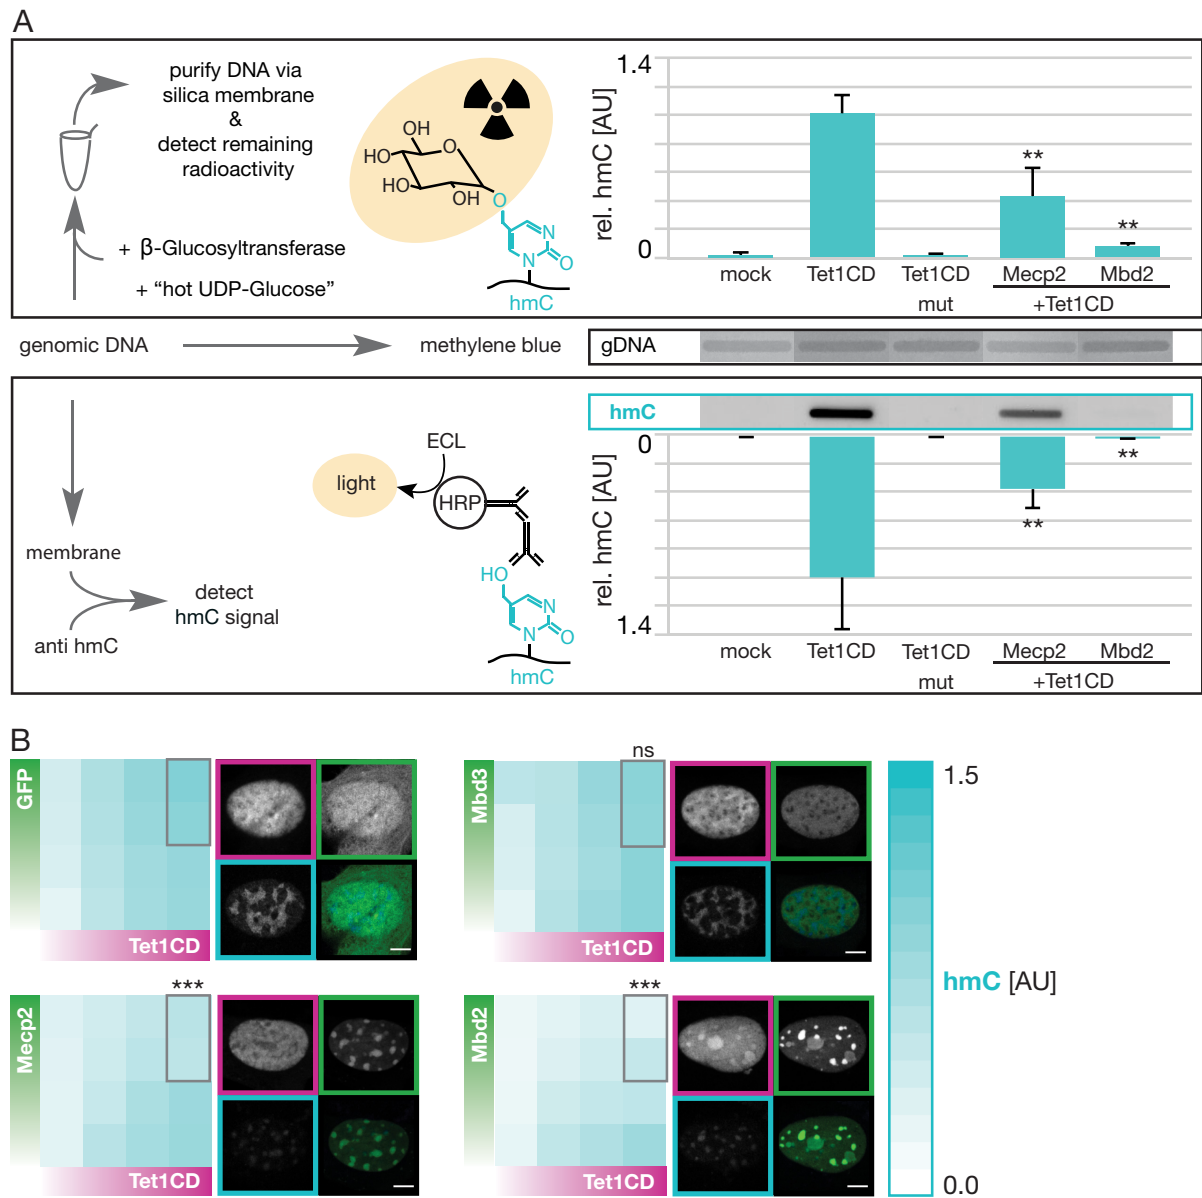 A
purify DNA via
silica membrane
&
detect remaining
radioactivity
+ β-Glucosyltransferase
+ “hot UDP-Glucose”
OH
HO
O
HO
OH
O
N
N
O
hmC
rel. hmC [AU]
1.4
0
**
**
mock
Tet1CD
Tet1CD
mut
Mecp2
Mbd2
+Tet1CD
genomic DNA
methylene blue
gDNA
hmC
membrane
anti hmC
detect
hmC signal
light
ECL
HRP
HO
N
N
O
hmC
rel. hmC [AU]
0
1.4
**
**
mock
Tet1CD
Tet1CD
mut
Mecp2
Mbd2
+Tet1CD
B
GFP
Tet1CD
ns
Mbd3
Tet1CD
***
Mecp2
Tet1CD
***
Mbd2
Tet1CD
1.5
hmC [AU]
0.0